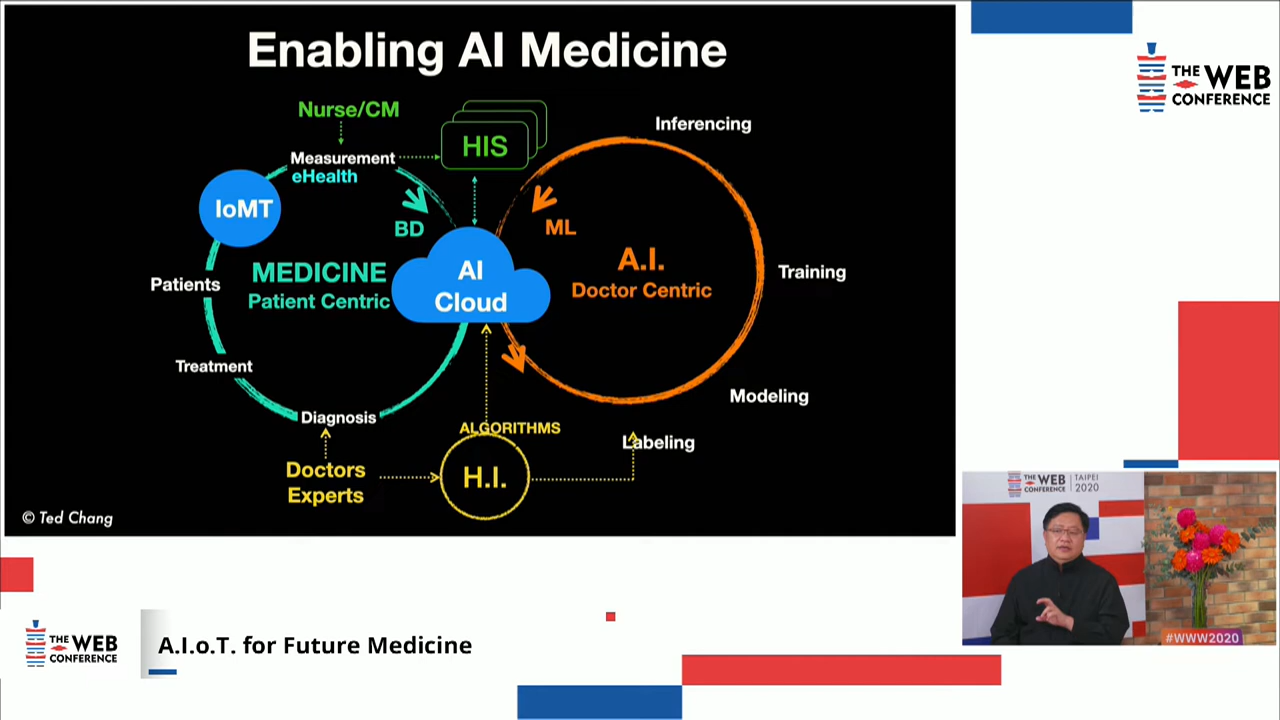 Enabling AI Medicine
Nurse/CM
HIS
Measurement
eHealth
IoMT
BD
Inferencing
ML
AI
Cloud
MEDICINE
Patient Centric
A.I.
Doctor Centric
Patients
Training
Treatment
Modeling
Diagnosis
ALGORITHMS
Labeling
Doctors
Experts
H.I.
© Ted Chang
THE WEB
CONFERENCE
THE WEB
CONFERENCE
TAIPEI
2020
#WWW2020
THE WEB
CONFERENCE
A.I.o.T. for Future Medicine